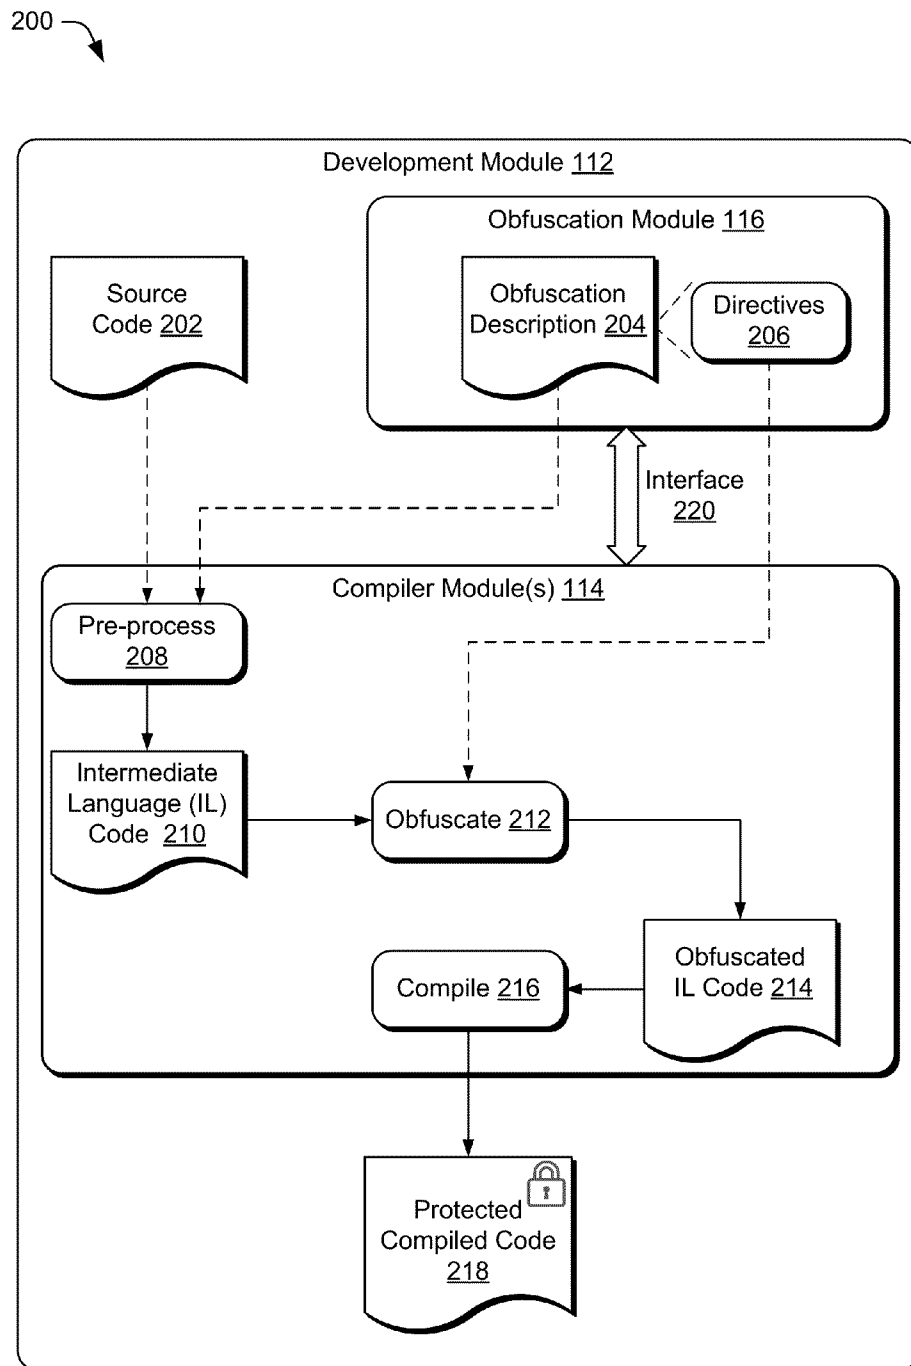 200
Development Module 112
Obfuscation Module 116
Source
Code 202
Obfuscation
Description 204
Directives
206
Interface
220
Compiler Module(s) 114
Pre-process
208
Intermediate
Language (IL)
Code 210
Obfuscate 212
Obfuscated
IL Code 214
Compile 216
Protected
Compiled Code
218